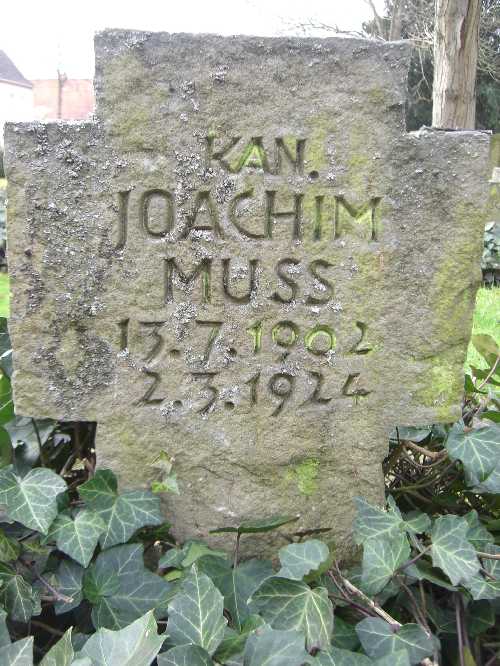 KAN.
JOACHIM
MUSS
13.7.1902
2.3.1924